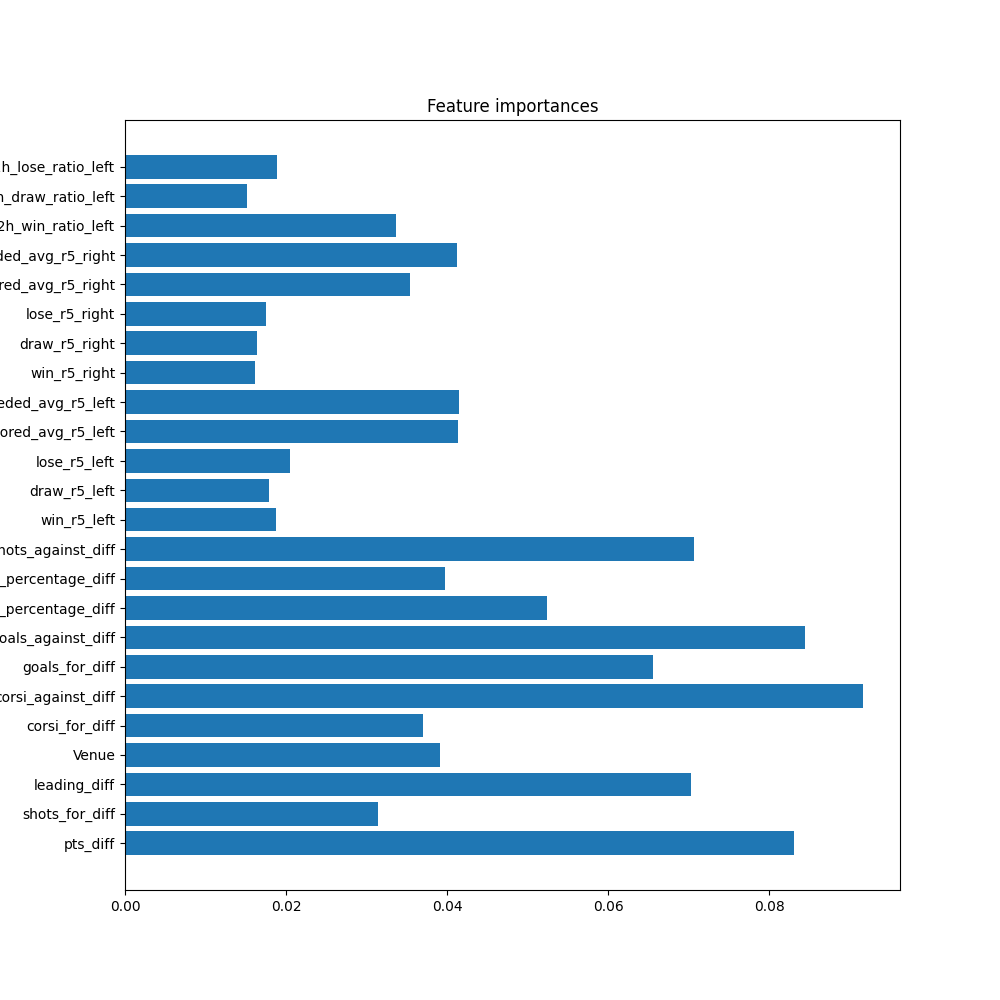 Feature importances
h_lose_ratio_left
h_draw_ratio_left
2h_win_ratio_left
ded_avg_r5_right
red_avg_r5_right
lose_r5_right
draw_r5_right
win_r5_right
eded_avg_r5_left
ored_avg_r5_left
lose_r5_left
draw_r5_left
win_r5_left
hots_against_diff
_percentage_diff
_percentage_diff
oals_against_diff
goals_for_diff
corsi_against_diff
corsi_for_diff
Venue
leading_diff
shots_for_diff
pts_diff
0.00 0.02 0.04 0.06 0.08